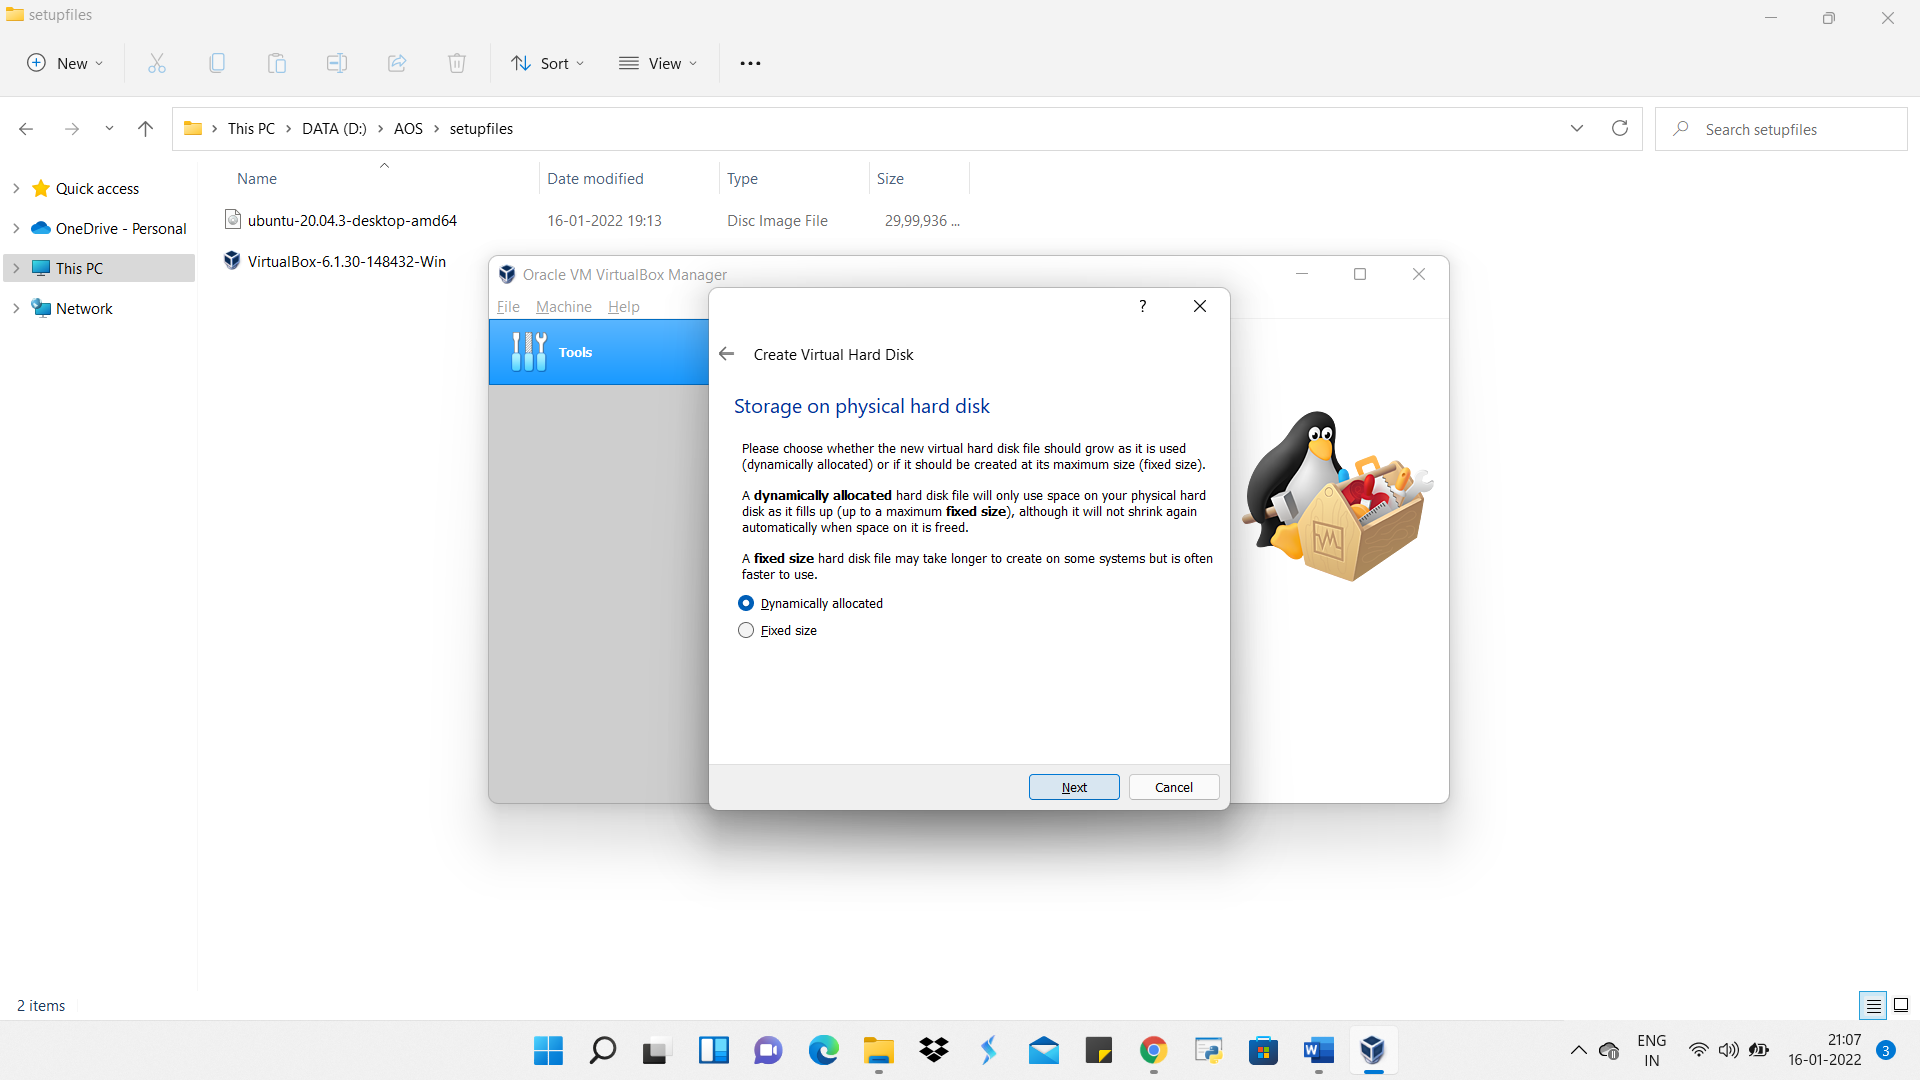 setupfiles
New
Sort
View
This PC
DATA (D:)
AOS
setupfiles
Search setupfiles
Quick access
OneDrive - Personal
This PC
Network
Name
Date modified
Type
Size
ubuntu-20.04.3-desktop-amd64
16-01-2022 19:13
Disc Image File
29,99,936 ...
VirtualBox-6.1.30-148432-Win
Oracle VM VirtualBox Manager
File
Machine
Help
Tools
?
Create Virtual Hard Disk
Storage on physical hard disk
Please choose whether the new virtual hard disk file should grow as it is used
(dynamically allocated) or if it should be created at its maximum size (fixed size).
A dynamically allocated hard disk file will only use space on your physical hard
disk as it fills up (up to a maximum fixed size), although it will not shrink again
automatically when space on it is freed.
A fixed size hard disk file may take longer to create on some systems but is often
faster to use.
Dynamically allocated
Fixed size
Next
Cancel
2 items
ENG
IN
21:07
16-01-2022
3